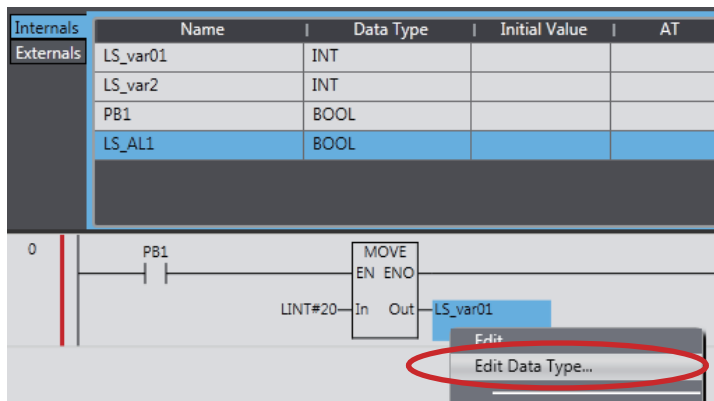 Internals Name Data Type Initial Value AT
Externals LS_var01 INT
LS_var2 INT
PB1 BOOL
LS_AL1 BOOL
0 PB1 MOVE
EN ENO
LINT#20 In Out LS_var01
Edit
Edit Data Type...